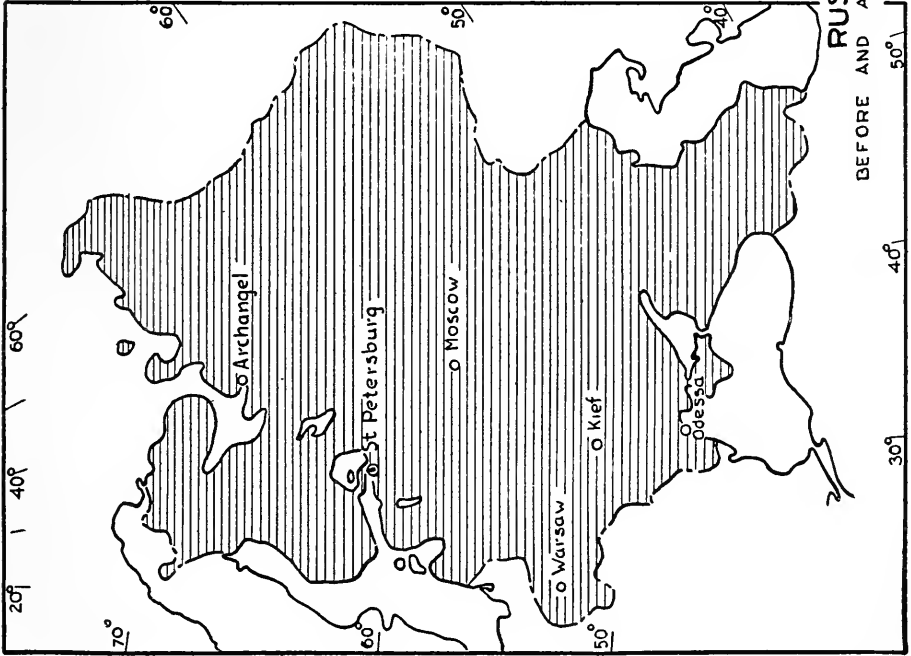 20° 40° 60°
70°
60°
Archangel
St Petersburg
60°
Moscow
50°
Warsaw
Kief
50°
Odessa
40°
RUS
BEFORE AND A
30° 40° 50°